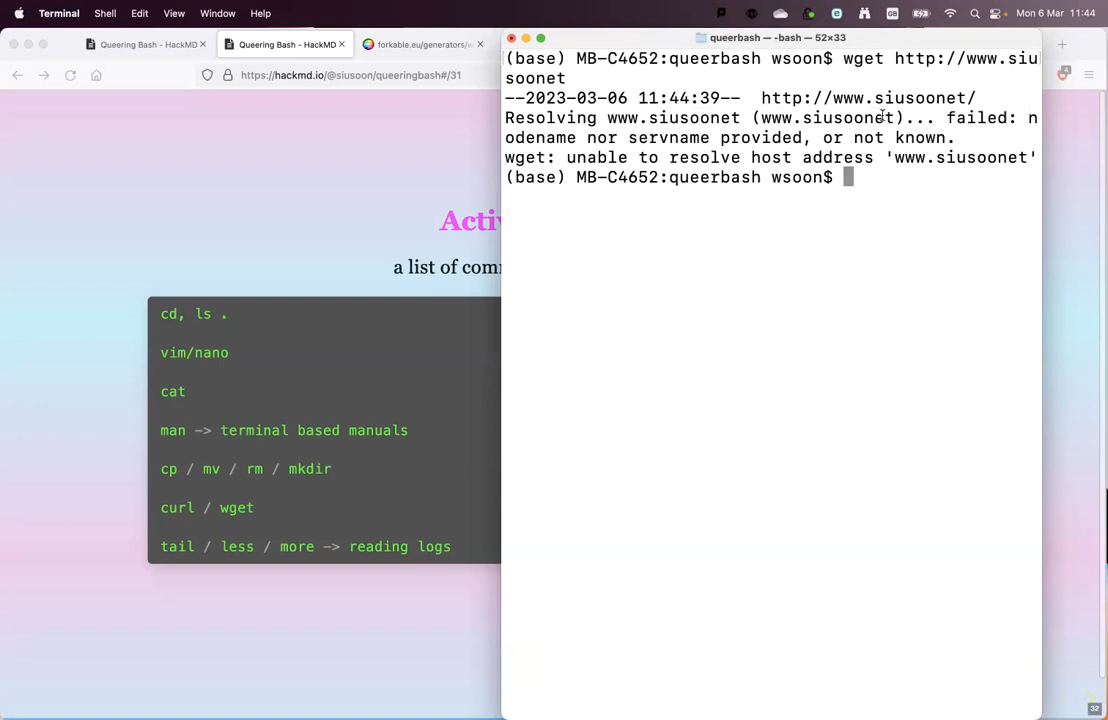 Terminal Shell Edit View Window Help GB Mon 6 Mar 11:44
Queering Bash - HackMD Queering Bash - HackMD forkable.eu/generators/
https://hackmd.io/@siusoon/queeringbash#/31
4
queerbash — -bash — 52×33
(base) MB-C4652:queerbash wsoon$ wget http://www.siu
soonet
--2023-03-06 11:44:39-- http://www.siusoonet/
Resolving www.siusoonet (www.siusoonet)... failed: n
odename nor servname provided, or not known.
wget: unable to resolve host address 'www.siusoonet'
(base) MB-C4652:queerbash wsoon$
a list of com
cd, ls .
vim/nano
cat
man -> terminal based manuals
cp / mv / rm / mkdir
curl / wget
tail / less / more -> reading logs
32